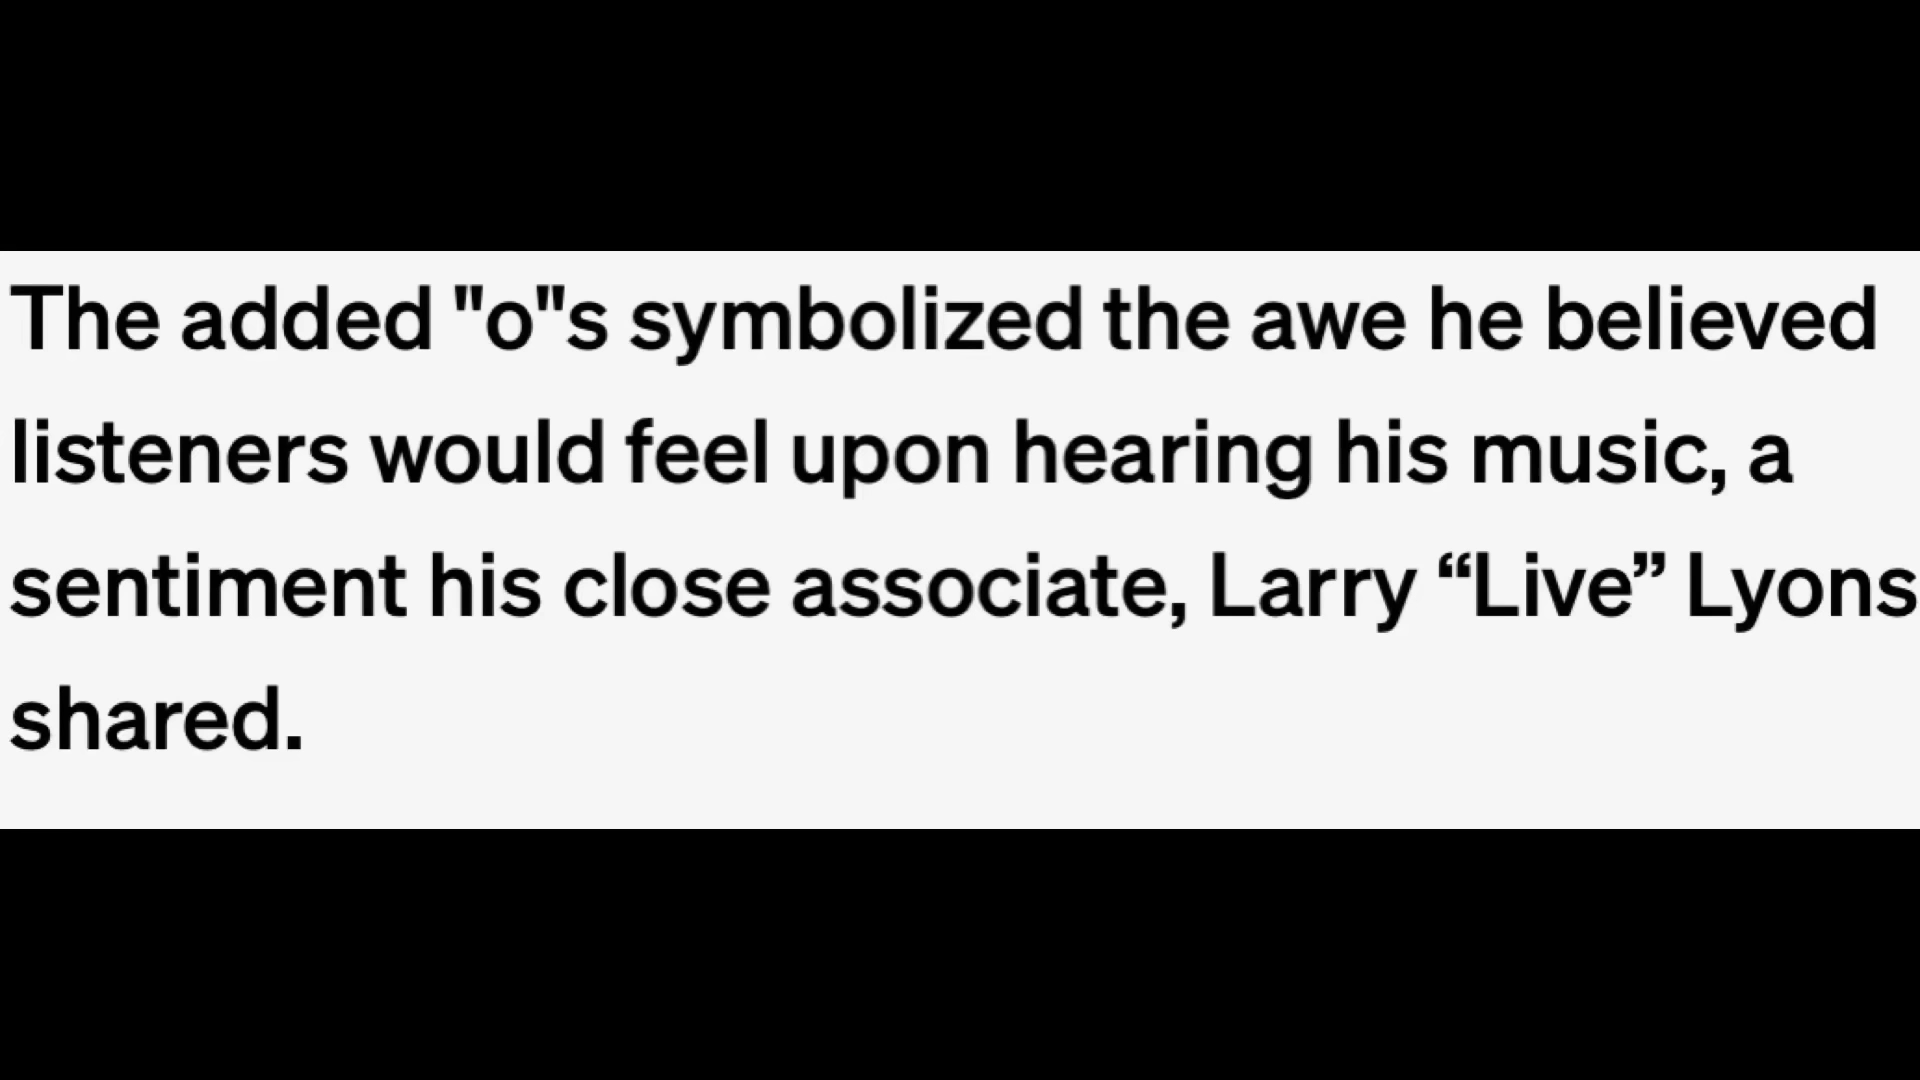 The added "o"s symbolized the awe he believed
listeners would feel upon hearing his music, a
sentiment his close associate, Larry “Live” Lyons
shared.